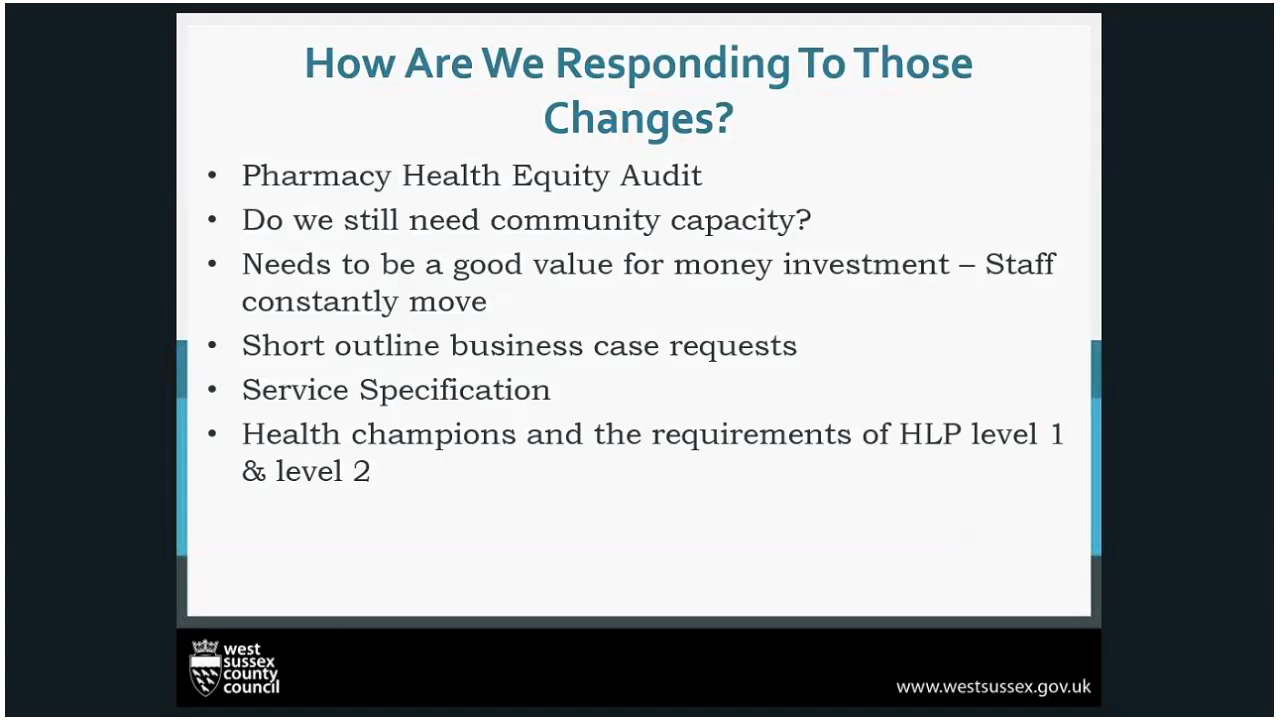 How Are We Responding To Those
Changes?
• Pharmacy Health Equity Audit
• Do we still need community capacity?
• Needs to be a good value for money investment – Staff
constantly move
• Short outline business case requests
• Service Specification
• Health champions and the requirements of HLP level 1
& level 2
west
sussex
county
council
www.westsussex.gov.uk